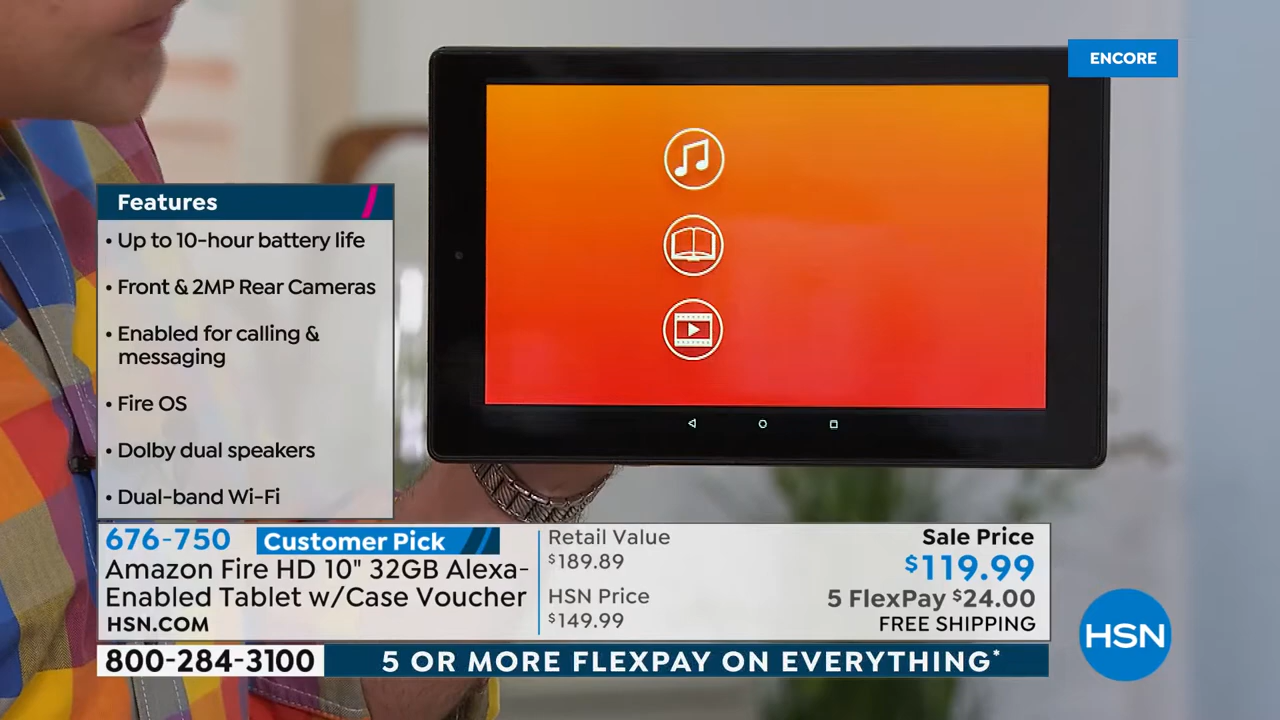 ENCORE
Features
• Up to 10-hour battery life
• Front & 2MP Rear Cameras
• Enabled for calling &
messaging
• Fire OS
• Dolby dual speakers
• Dual-band Wi-Fi
676-750 Customer Pick
Amazon Fire HD 10" 32GB Alexa-
Enabled Tablet w/Case Voucher
HSN.COM
Retail Value
$189.89
HSN Price
$149.99
Sale Price
$119.99
5 FlexPay $24.00
FREE SHIPPING
HSN
800-284-3100
5 OR MORE FLEXPAY ON EVERYTHING*